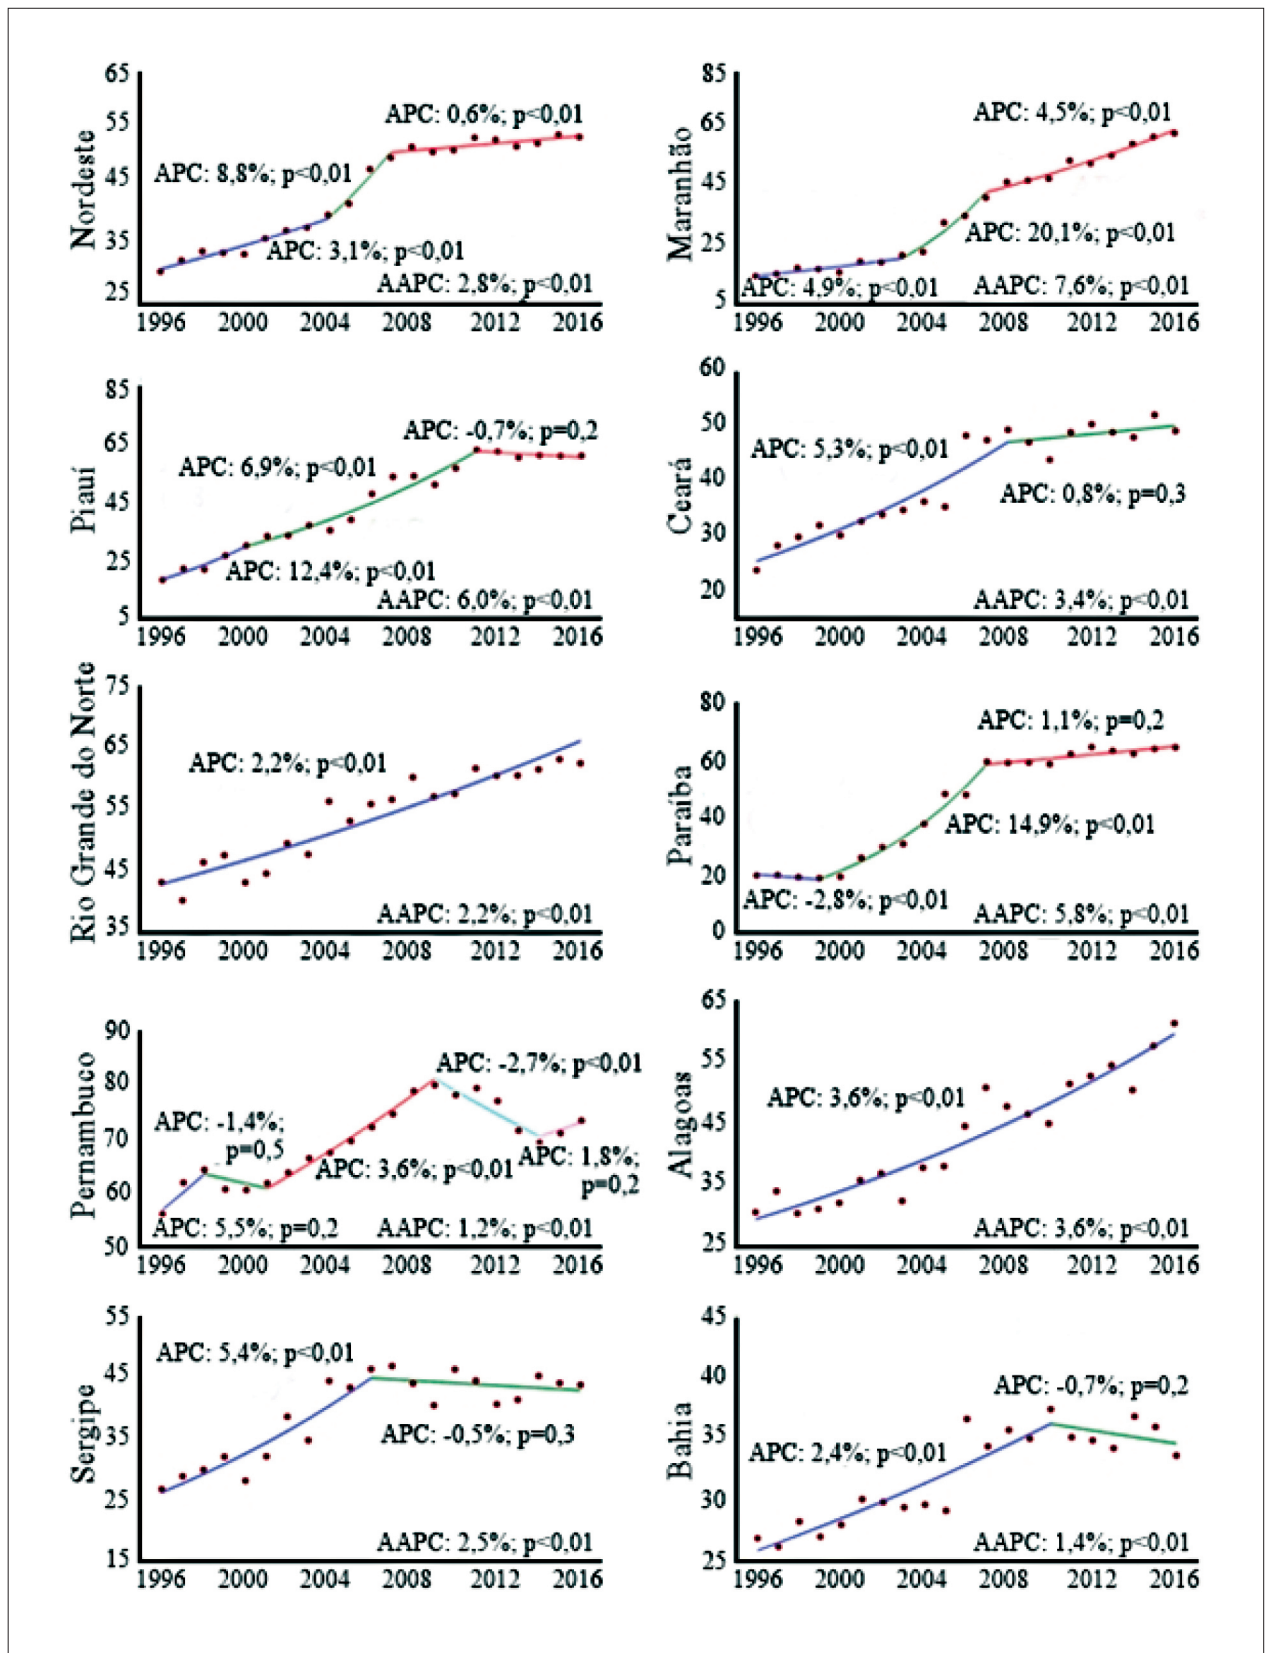 Nordeste
65
55
45
35
25
APC: 0,6%; p<0,01
APC: 8,8%; p<0,01
APC: 3,1%; p<0,01
AAPC: 2,8%; p<0,01
1996 2000 2004 2008 2012 2016
Maranhão
85
65
45
25
5
APC: 4,5%; p<0,01
APC: 20,1%; p<0,01
APC: 4,9%; p<0,01
AAPC: 7,6%; p<0,01
1996 2000 2004 2008 2012 2016
Piauí
85
65
45
25
5
APC: -0,7%; p=0,2
APC: 6,9%; p<0,01
APC: 12,4%; p<0,01
AAPC: 6,0%; p<0,01
1996 2000 2004 2008 2012 2016
Ceará
60
50
40
30
20
APC: 5,3%; p<0,01
APC: 0,8%; p=0,3
AAPC: 3,4%; p<0,01
1996 2000 2004 2008 2012 2016
Rio Grande do Norte
75
65
55
45
35
APC: 2,2%; p<0,01
AAPC: 2,2%; p<0,01
1996 2000 2004 2008 2012 2016
Paraíba
80
60
40
20
0
APC: 1,1%; p=0,2
APC: 14,9%; p<0,01
APC: -2,8%; p<0,01
AAPC: 5,8%; p<0,01
1996 2000 2004 2008 2012 2016
Pernambuco
90
80
70
60
50
APC: -2,7%; p<0,01
APC: -1,4%;
p=0,5
APC: 3,6%; p<0,01
APC: 1,8%;
p=0,2
APC: 5,5%; p=0,2
AAPC: 1,2%; p<0,01
1996 2000 2004 2008 2012 2016
Alagoas
65
55
45
35
25
APC: 3,6%; p<0,01
AAPC: 3,6%; p<0,01
1996 2000 2004 2008 2012 2016
Sergipe
55
45
35
25
15
APC: 5,4%; p<0,01
APC: -0,5%; p=0,3
AAPC: 2,5%; p<0,01
1996 2000 2004 2008 2012 2016
Bahia
45
40
35
30
25
APC: -0,7%; p=0,2
APC: 2,4%; p<0,01
AAPC: 1,4%; p<0,01
1996 2000 2004 2008 2012 2016